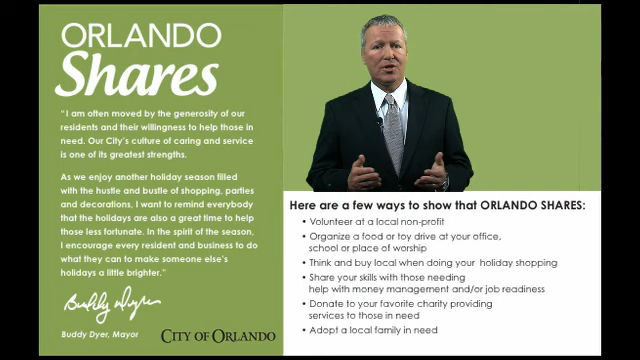 ORLANDO
Shares
"I am often moved by the generosity of our
residents and their willingness to help those in
need. Our City's culture of caring and service
is one of its greatest strengths.
As we enjoy another holiday season filled
with the hustle and bustle of shopping, parties
and decorations, I want to remind everybody
that the holidays are also a great time to help
those less fortunate. In the spirit of the season,
I encourage every resident and business to do
what they can to make someone else's
holidays a little brighter."
Buddy Dyer
Buddy Dyer, Mayor
CITY OF ORLANDO
Here are a few ways to show that ORLANDO SHARES:
• Volunteer at a local non-profit
• Organize a food or toy drive at your office,
school or place of worship
• Think and buy local when doing your holiday shopping
• Share your skills with those needing
help with money management and/or job readiness
• Donate to your favorite charity providing
services to those in need
• Adopt a local family in need